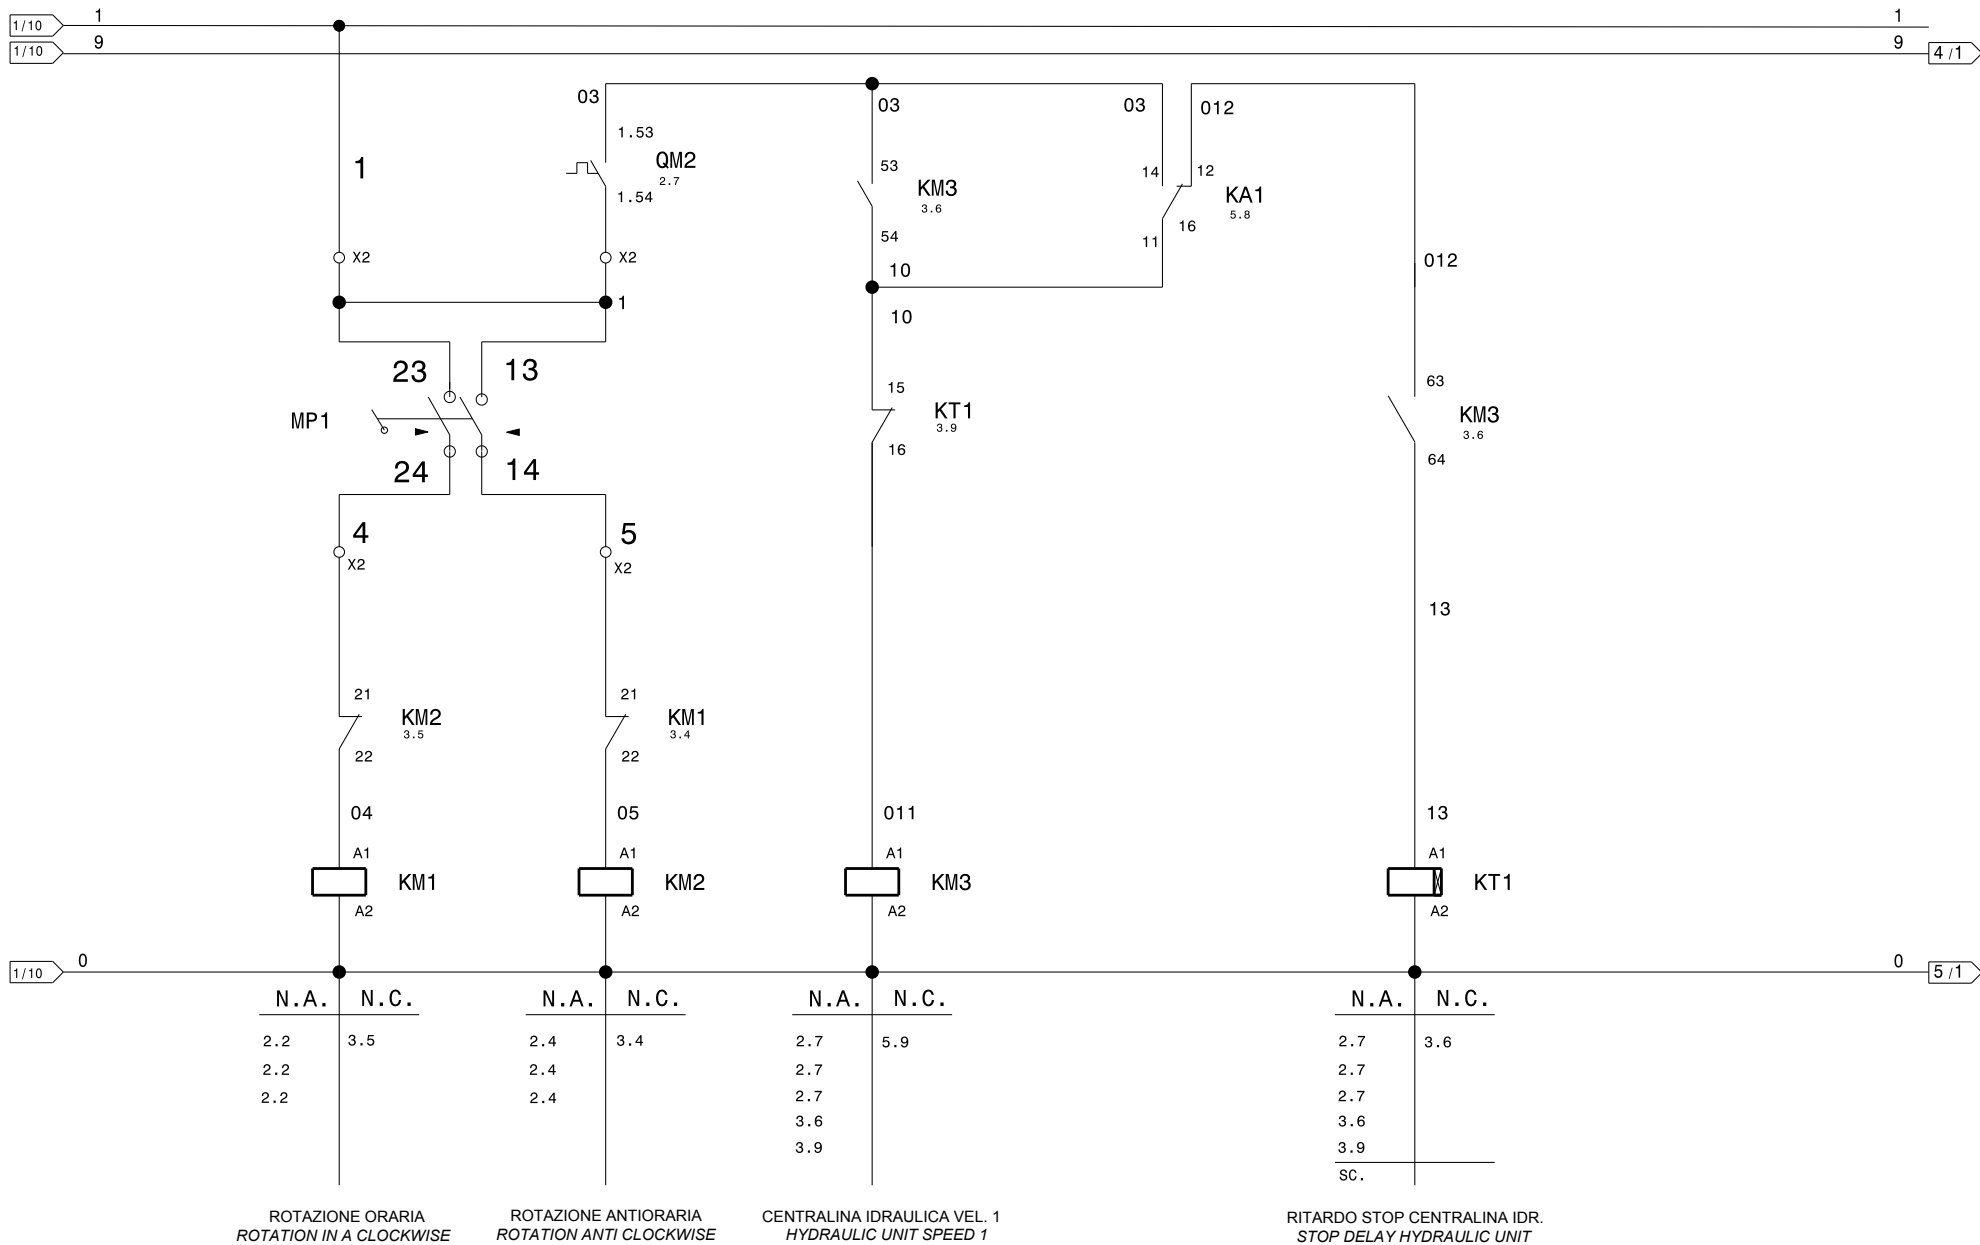 1/10 1 1
1/10 9 9 4/1
03 03 03 012
1.53
1 QM2 53 14 12
2.7 KM3 KA1
1.54 3.6 5.8
54 11 16
X2 X2 10 012
1
10
23 13 15 63
MP1 KT1 KM3
3.9 3.6
24 14 16 64
4 5
X2 X2
13
21 21
KM2 KM1
3.5 3.4
22 22
04 05 011 13
A1 A1 A1 A1
KM1 KM2 KM3 KT1
A2 A2 A2 A2
1/10 0 0 5/1
N.A. N.C. N.A. N.C. N.A. N.C. N.A. N.C.
2.2 3.5 2.4 3.4 2.7 5.9 2.7 3.6
2.2 2.4 2.7 2.7
2.2 2.4 2.7 2.7
3.6 3.6
3.9 3.9
SC.
ROTAZIONE ORARIA ROTAZIONE ANTIORARIA CENTRALINA IDRAULICA VEL. 1 RITARDO STOP CENTRALINA IDR.
ROTATION IN A CLOCKWISE ROTATION ANTI CLOCKWISE HYDRAULIC UNIT SPEED 1 STOP DELAY HYDRAULIC UNIT